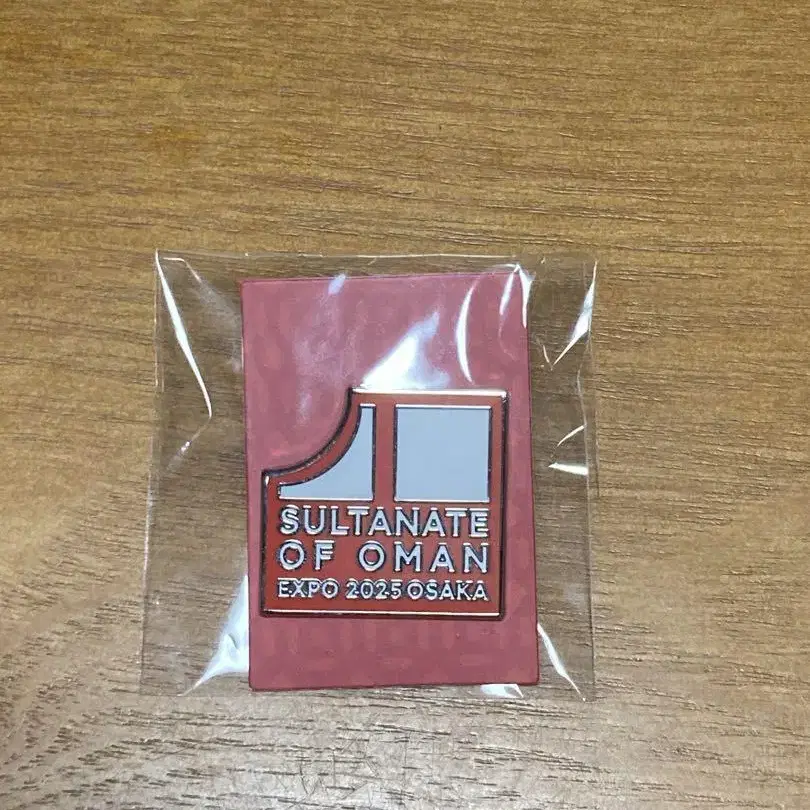 SULTANATE
OF OMAN
EXPO 2025 OSAKA